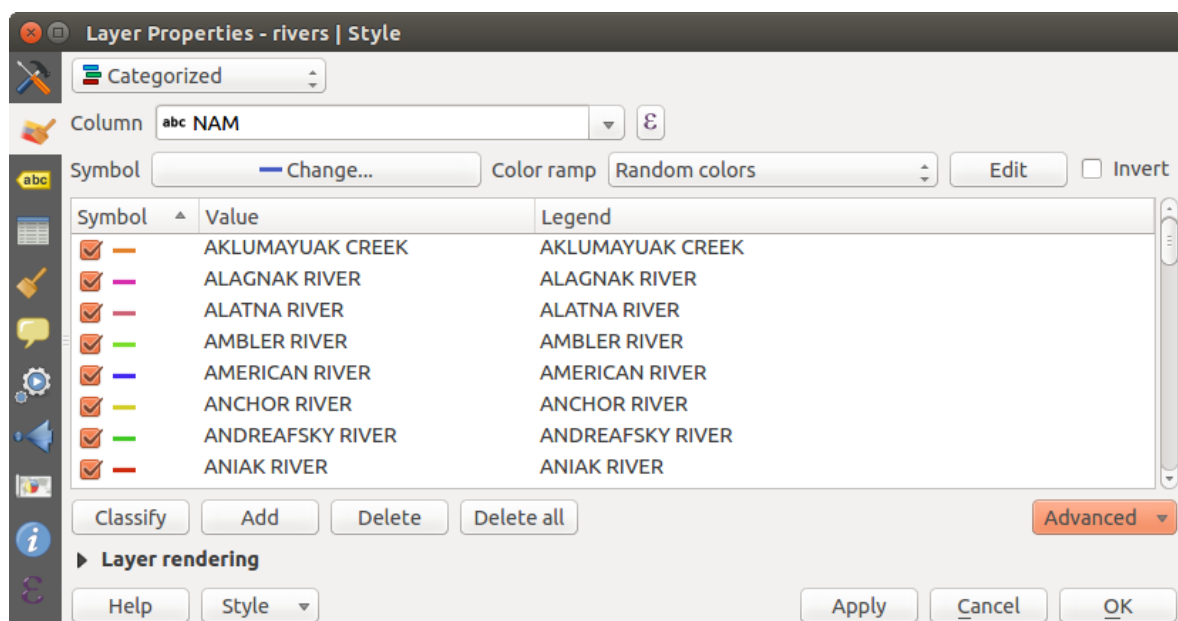 Layer Properties - rivers | Style
Categorized
Column abc NAM ε
abc Symbol Change... Color ramp Random colors Edit Invert
Symbol Value Legend
AKLUMAYUAK CREEK AKLUMAYUAK CREEK
ALAGNAK RIVER ALAGNAK RIVER
ALATNA RIVER ALATNA RIVER
AMBLER RIVER AMBLER RIVER
AMERICAN RIVER AMERICAN RIVER
ANCHOR RIVER ANCHOR RIVER
ANDREAFSKY RIVER ANDREAFSKY RIVER
ANIAK RIVER ANIAK RIVER
Classify Add Delete Delete all Advanced
i Layer rendering
ε Help Style Apply Cancel OK